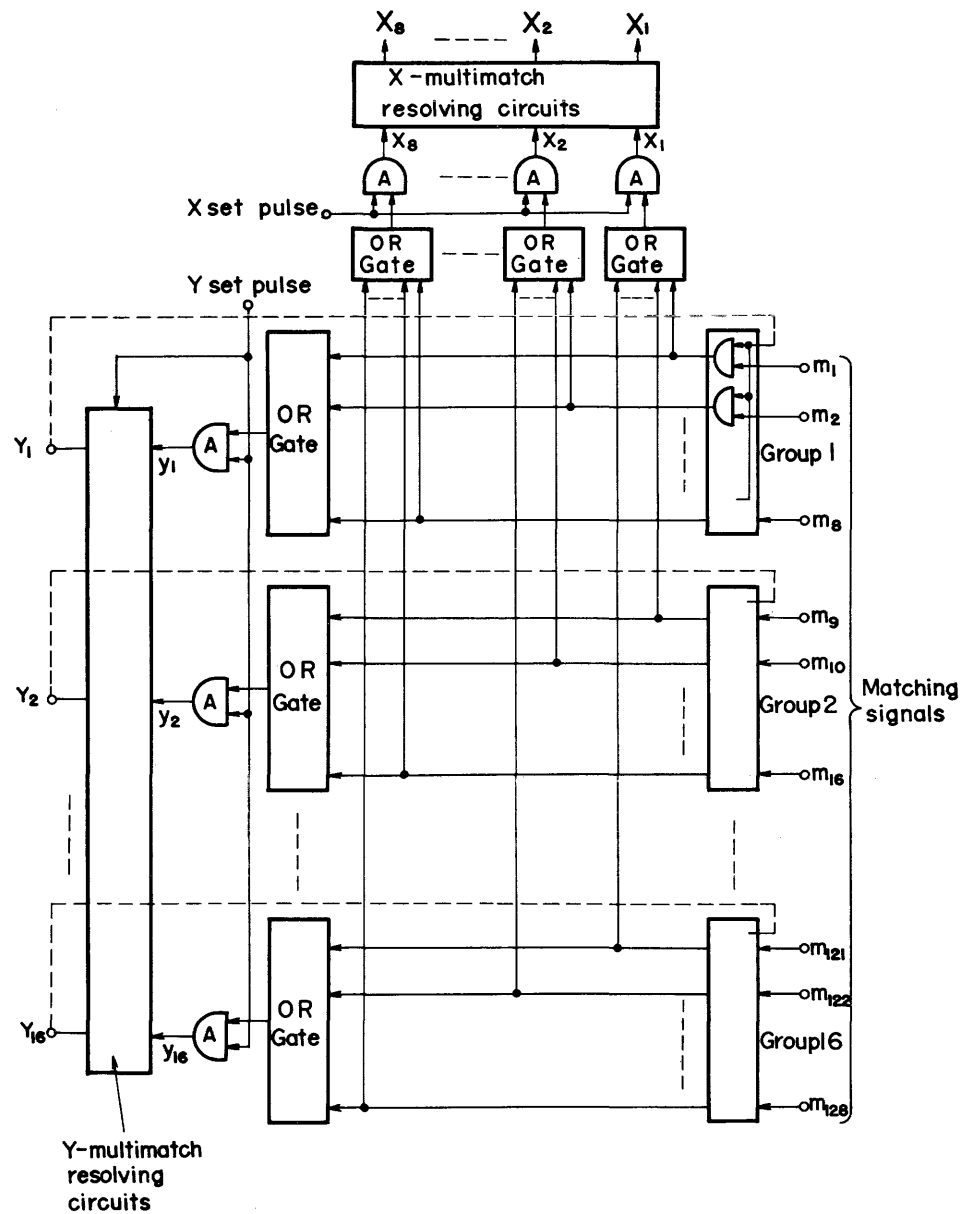 X8 X2 X1
X-multimatch
resolving circuits
x8 x2 x1
A A A
X set pulse
OR OR OR
Gate Gate Gate
Y set pulse
m1
m2
OR
Gate
A
Y1
y1
Group 1
m8
m9
m10
OR
Gate
A
Y2
y2
Group 2
Matching
signals
m16
m121
m122
OR
Gate
A
Y16
y16
Group 16
m128
Y-multimatch
resolving
circuits